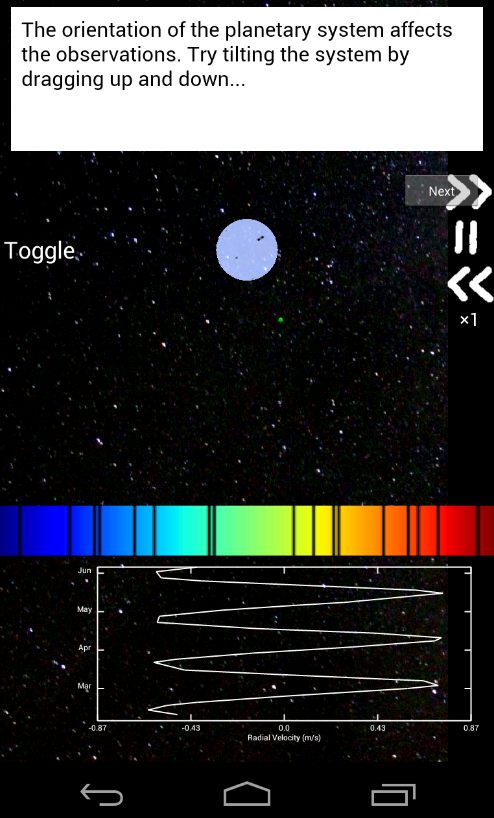 The orientation of the planetary system affects
the observations. Try tilting the system by
dragging up and down...
Next
Toggle
×1
Jun
May
Apr
Mar
-0.87
-0.43
0.0
0.43
0.87
Radial Velocity (m/s)